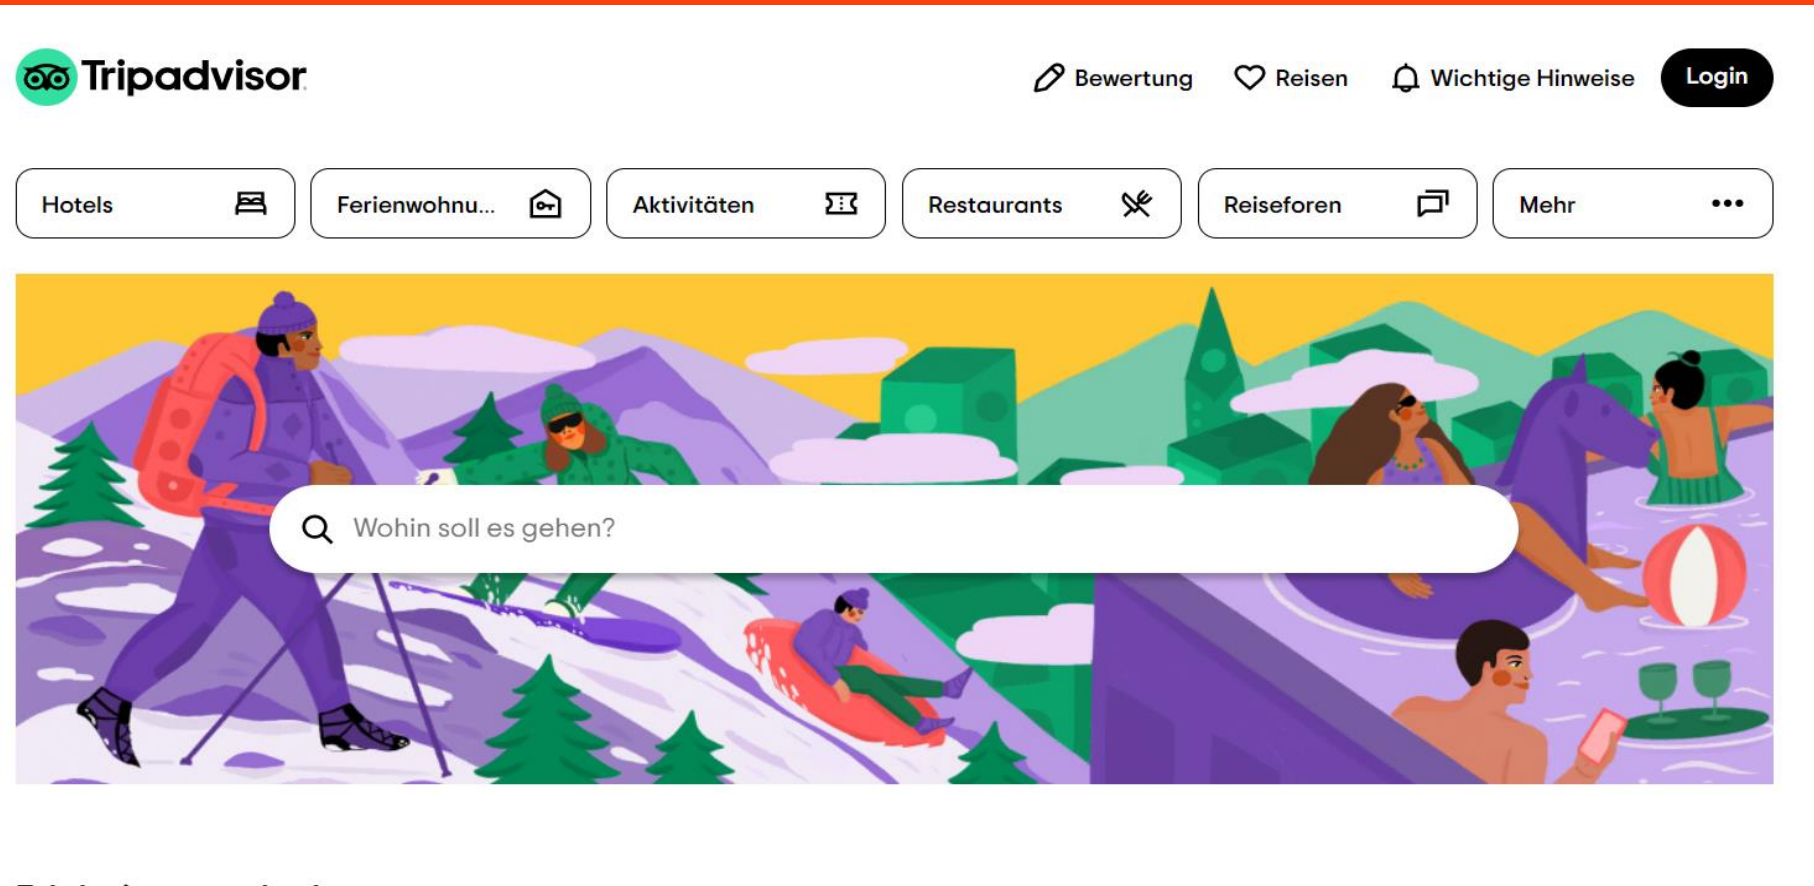 Tripadvisor
Bewertung
Reisen
Wichtige Hinweise
Login
Hotels
Ferienwohnu...
Aktivitäten
Restaurants
Reiseforen
Mehr
Wohin soll es gehen?